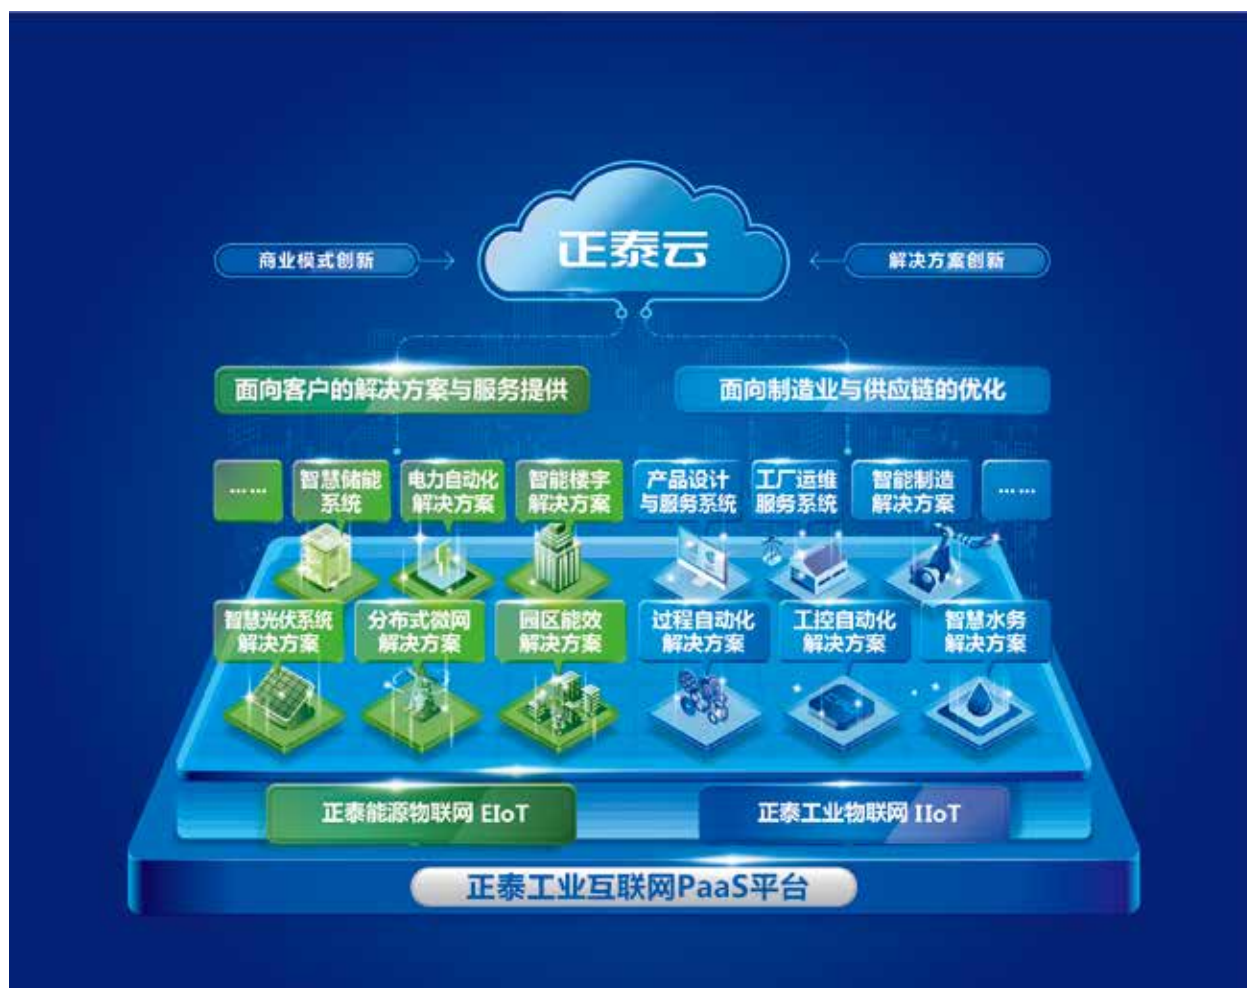 正泰云
商业模式创新
解决方案创新
面向客户的解决方案与服务提供
面向制造业与供应链的优化
……
智慧储能
系统
电力自动化
解决方案
智能楼宇
解决方案
产品设计
与服务系统
工厂运维
服务系统
智能制造
解决方案
……
智慧光伏系统
解决方案
分布式微网
解决方案
园区能效
解决方案
过程自动化
解决方案
工控自动化
解决方案
智慧水务
解决方案
正泰能源物联网 EIoT
正泰工业物联网 IIoT
正泰工业互联网PaaS平台